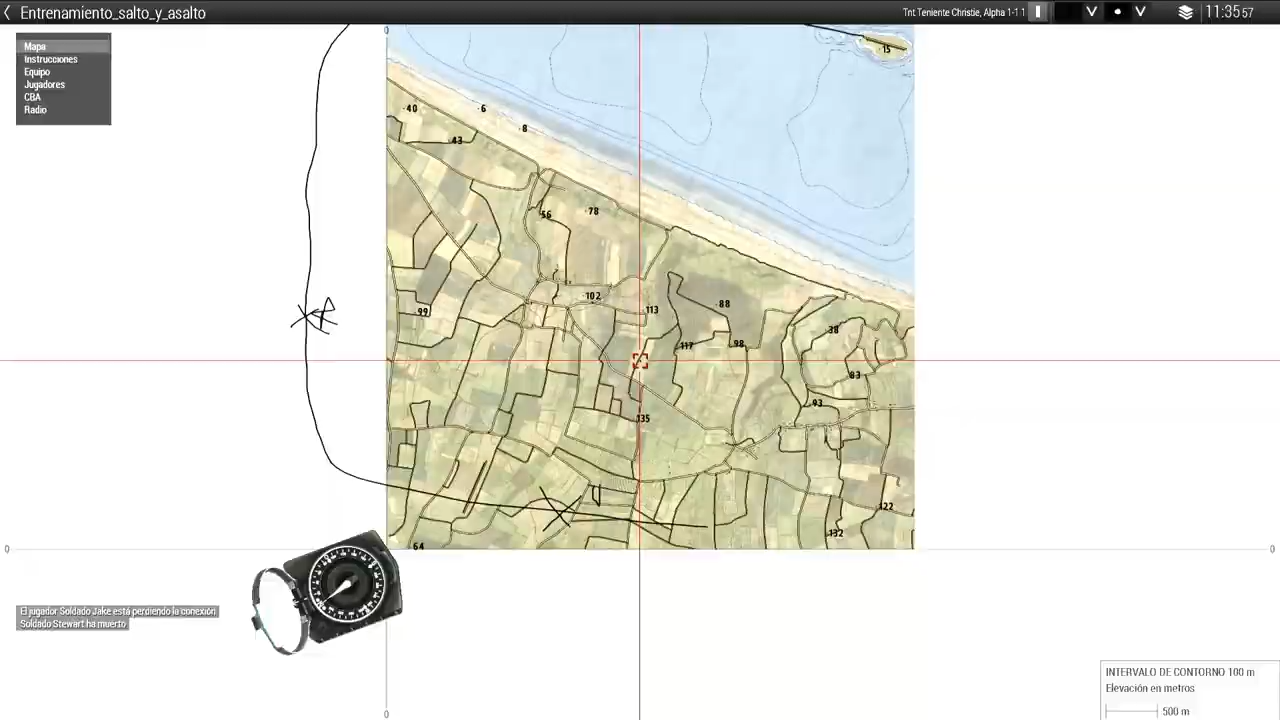 Entrenamiento_salto_y_asalto
Tnt Teniente Christie, Alpha 1-1 1
11:35 57
Mapa
Instrucciones
Equipo
Jugadores
CBA
Radio
0
15
40
6
8
43
56
78
102
99
113
88
117
98
38
83
93
135
122
132
64
0
0
El jugador Soldado Jake está perdiendo la conexión
Soldado Stewart ha muerto
INTERVALO DE CONTORNO 100 m
Elevación en metros
500 m
0